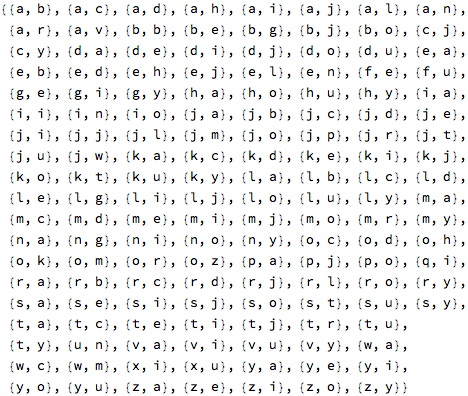 {{a, b}, {a, c}, {a, d}, {a, h}, {a, i}, {a, j}, {a, l}, {a, n},
{a, r}, {a, v}, {b, b}, {b, e}, {b, g}, {b, j}, {b, o}, {c, j},
{c, y}, {d, a}, {d, e}, {d, i}, {d, j}, {d, o}, {d, u}, {e, a},
{e, b}, {e, d}, {e, h}, {e, j}, {e, l}, {e, n}, {f, e}, {f, u},
{g, e}, {g, i}, {g, y}, {h, a}, {h, o}, {h, u}, {h, y}, {i, a},
{i, i}, {i, n}, {i, o}, {j, a}, {j, b}, {j, c}, {j, d}, {j, e},
{j, i}, {j, j}, {j, l}, {j, m}, {j, o}, {j, p}, {j, r}, {j, t},
{j, u}, {j, w}, {k, a}, {k, c}, {k, d}, {k, e}, {k, i}, {k, j},
{k, o}, {k, t}, {k, u}, {k, y}, {l, a}, {l, b}, {l, c}, {l, d},
{l, e}, {l, g}, {l, i}, {l, j}, {l, o}, {l, u}, {l, y}, {m, a},
{m, c}, {m, d}, {m, e}, {m, i}, {m, j}, {m, o}, {m, r}, {m, y},
{n, a}, {n, g}, {n, i}, {n, o}, {n, y}, {o, c}, {o, d}, {o, h},
{o, k}, {o, m}, {o, r}, {o, z}, {p, a}, {p, j}, {p, o}, {q, i},
{r, a}, {r, b}, {r, c}, {r, d}, {r, j}, {r, l}, {r, o}, {r, y},
{s, a}, {s, e}, {s, i}, {s, j}, {s, o}, {s, t}, {s, u}, {s, y},
{t, a}, {t, c}, {t, e}, {t, i}, {t, j}, {t, r}, {t, u},
{t, y}, {u, n}, {v, a}, {v, i}, {v, u}, {v, y}, {w, a},
{w, c}, {w, m}, {x, i}, {x, u}, {y, a}, {y, e}, {y, i},
{y, o}, {y, u}, {z, a}, {z, e}, {z, i}, {z, o}, {z, y}}